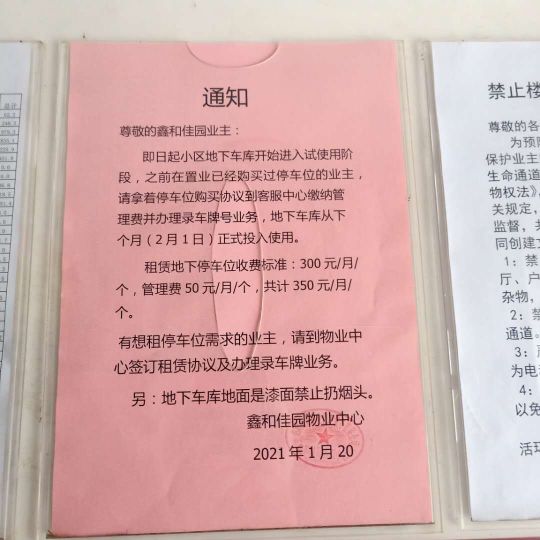 通知
尊敬的鑫和佳园业主：
即日起小区地下车库开始进入试使用阶
段，之前在置业已经购买过停车位的业主，
请拿着停车位购买协议到客服中心缴纳管
理费并办理录车牌号业务，地下车库从下
个月（2月1日）正式投入使用。
租赁地下停车位收费标准：300元/月/
个，管理费50元/月/个，共计350元/月/
个。
有想租停车位需求的业主，请到物业中
心签订租赁协议及办理录车牌业务。
另：地下车库地面是漆面禁止扔烟头。
鑫和佳园物业中心
2021年1月20
禁止楼
尊敬的各
为预防
保护业主
生命通道
物权法》
关规定，
监督，共
同创建文
1：禁
厅、户
杂物，
2：禁
通道。
3：严
为电动
4：
以免
活环
总计